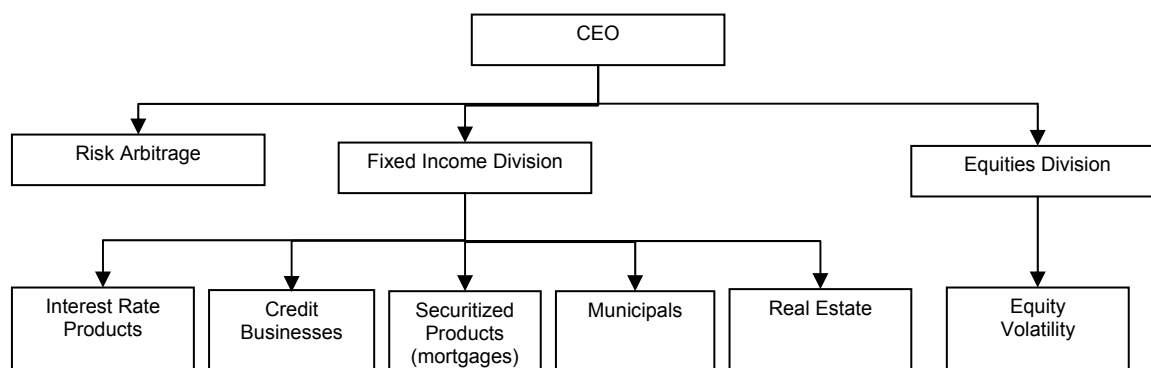 CEO
Risk Arbitrage
Fixed Income Division
Equities Division
Interest Rate
Products
Credit
Businesses
Securitized
Products
(mortgages)
Municipals
Real Estate
Equity
Volatility